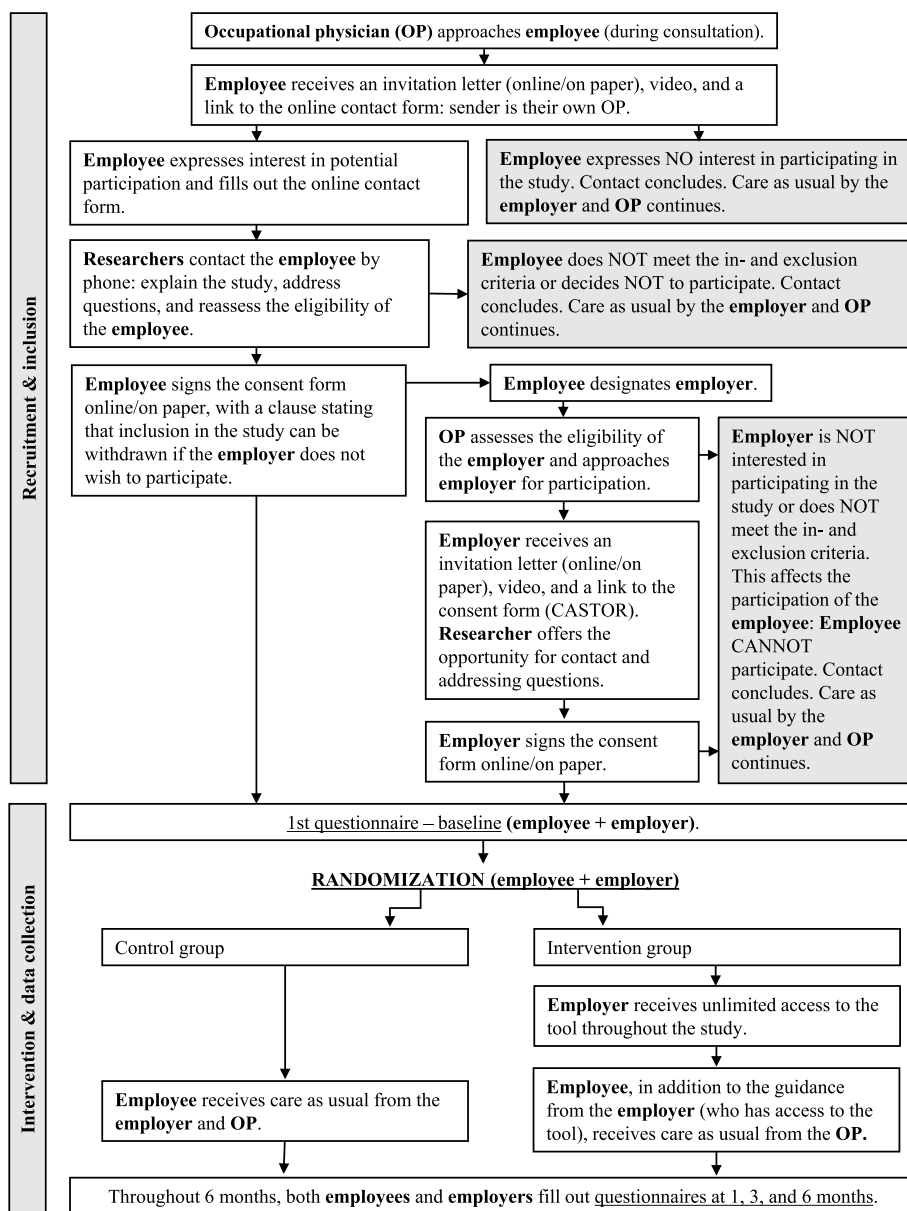 Recruitment & inclusion
Occupational physician (OP) approaches employee (during consultation).
Employee receives an invitation letter (online/on paper), video, and a
link to the online contact form: sender is their own OP.
Employee expresses interest in potential
participation and fills out the online contact
form.
Employee expresses NO interest in participating in
the study. Contact concludes. Care as usual by the
employer and OP continues.
Researchers contact the employee by
phone: explain the study, address
questions, and reassess the eligibility of
the employee.
Employee does NOT meet the in- and exclusion
criteria or decides NOT to participate. Contact
concludes. Care as usual by the employer and OP
continues.
Employee signs the consent form
online/on paper, with a clause stating
that inclusion in the study can be
withdrawn if the employer does not
wish to participate.
Employee designates employer.
OP assesses the eligibility of
the employer and approaches
employer for participation.
Employer is NOT
interested in
participating in the
study or does NOT
meet the in- and
exclusion criteria.
This affects the
participation of the
employee: Employee
CANNOT
participate. Contact
concludes. Care as
usual by the
employer and OP
continues.
Employer receives an
invitation letter (online/on
paper), video, and a link to the
consent form (CASTOR).
Researcher offers the
opportunity for contact and
addressing questions.
Employer signs the consent
form online/on paper.
Intervention & data collection
1st questionnaire – baseline (employee + employer).
RANDOMIZATION (employee + employer)
Control group
Intervention group
Employer receives unlimited access to the
tool throughout the study.
Employee receives care as usual from the
employer and OP.
Employee, in addition to the guidance
from the employer (who has access to the
tool), receives care as usual from the OP.
Throughout 6 months, both employees and employers fill out questionnaires at 1, 3, and 6 months.